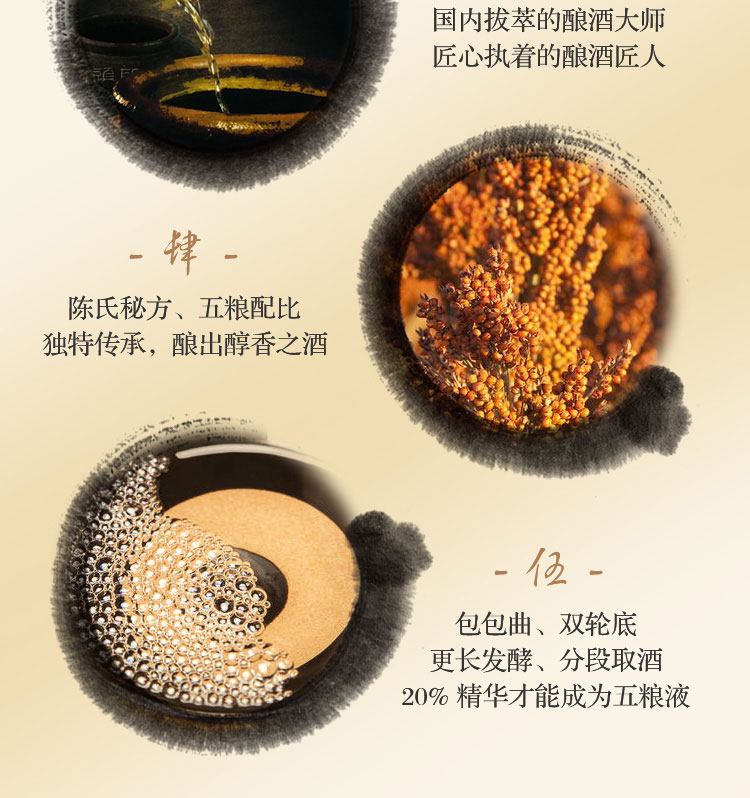 国内拔萃的酿酒大师
匠心执着的酿酒匠人
- 肆 -
陈氏秘方、五粮配比
独特传承，酿出醇香之酒
- 伍 -
包包曲、双轮底
更长发酵、分段取酒
20% 精华才能成为五粮液